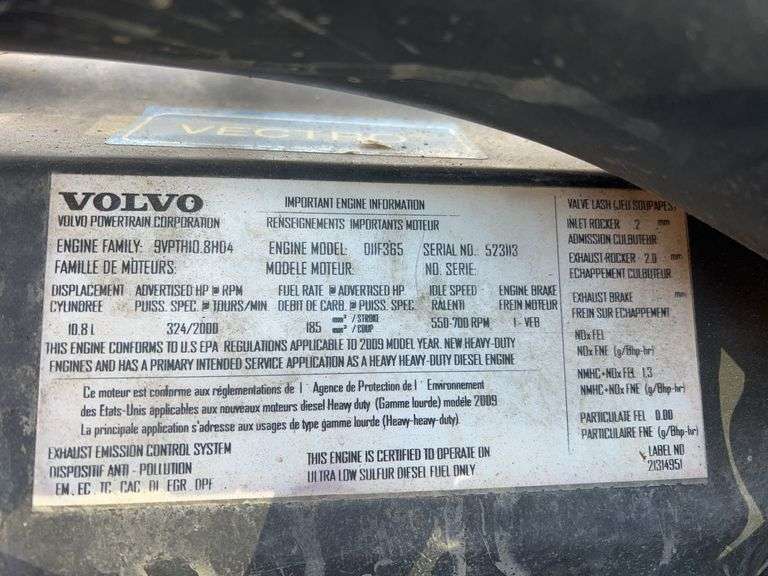 VECTRO
VOLVO
VOLVO POWERTRAIN CORPORATION
IMPORTANT ENGINE INFORMATION
RENSEIGNEMENTS IMPORTANTS MOTEUR
ENGINE FAMILY: 9VPTH10.8H04 ENGINE MODEL: D11F365 SERIAL NO: 523113
FAMILLE DE MOTEURS: MODELE MOTEUR: NO. SERIE:
DISPLACEMENT ADVERTISED HP @ RPM FUEL RATE @ ADVERTISED HP IDLE SPEED ENGINE BRAKE
CYLINDREE PUISS. SPEC. @ TOURS/MIN. DEBIT DE CARB. @ PUISS. SPEC. RALENTI FREIN MOTEUR
10.8 L 324/2000 185 mm³ / STROKE mm³ / COUP 550-700 RPM 1 - VEB
THIS ENGINE CONFORMS TO U.S EPA REGULATIONS APPLICABLE TO 2009 MODEL YEAR. NEW HEAVY-DUTY
ENGINES AND HAS A PRIMARY INTENDED SERVICE APPLICATION AS A HEAVY HEAVY-DUTY DIESEL ENGINE
Ce moteur est conforme aux réglementations de l ' Agence de Protection de l ' Environnement
des Etats-Unis applicables aux nouveaux moteurs diesel Heavy duty (Gamme lourde) modèle 2009.
La principale application s'adresse aux usages de type gamme lourde (Heavy-heavy-duty).
EXHAUST EMISSION CONTROL SYSTEM
DISPOSITIF ANTI - POLLUTION
EM, EC, TC, CAC, DI, EGR, OPF
THIS ENGINE IS CERTIFIED TO OPERATE ON
ULTRA LOW SULFUR DIESEL FUEL ONLY
VALVE LASH (JEU SOUPAPES)
INLET ROCKER .2 mm
ADMISSION CULBUTEUR
EXHAUST ROCKER 2.0 mm
ECHAPPEMENT CULBUTEUR
EXHAUST BRAKE mm
FREIN SUR ECHAPPEMENT
NOx FEL
NOx FNE (g/Bhp-hr)
NMHC+NOx FEL 1.3
NMHC+NOx FNE (g/Bhp-hr)
PARTICULATE FEL 0.00
PARTICULAIRE FNE (g/Bhp-hr)
LABEL NO
21314951